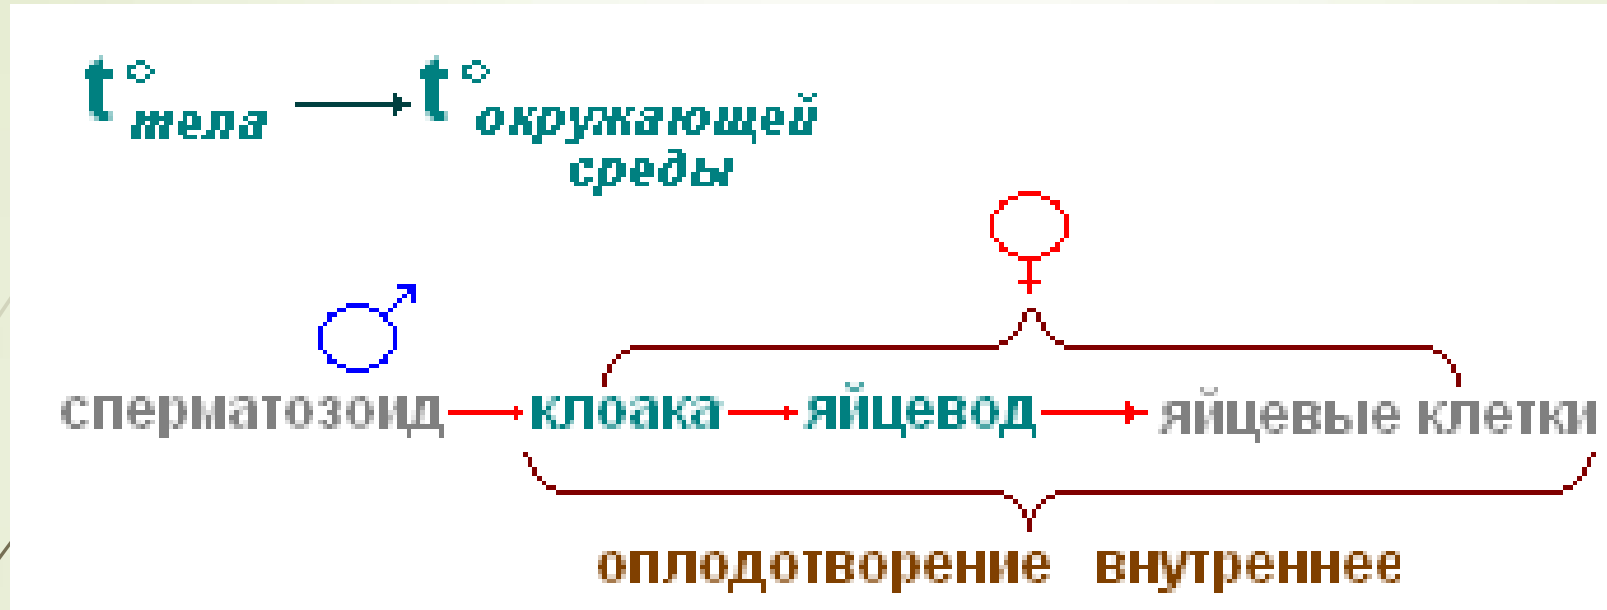 t° тела → t° окружающей
среды
сперматозоид → клоака → яйцевод → яйцевые клетки
оплодотворение внутреннее